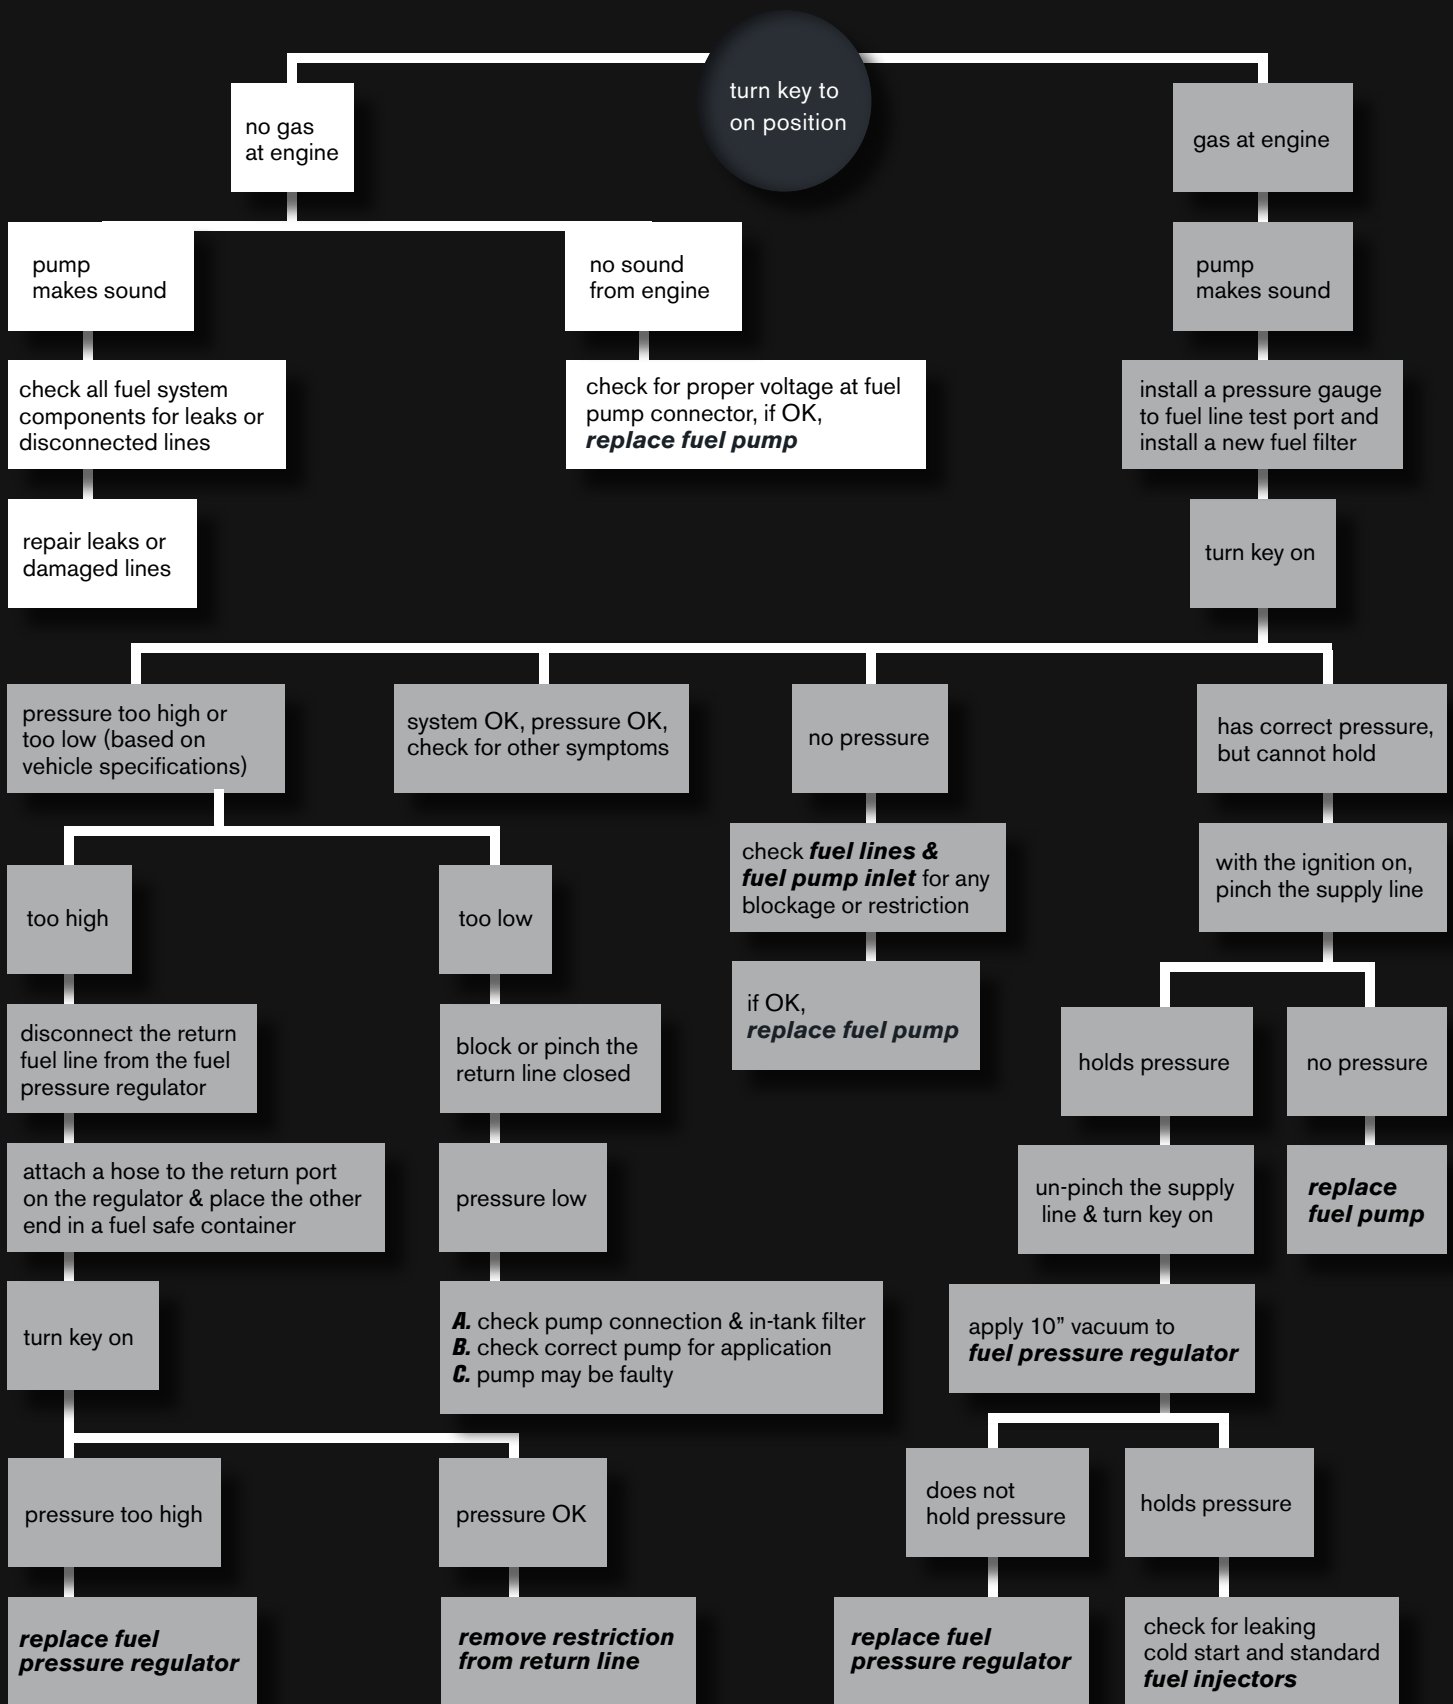 turn key to
on position
no gas
at engine
gas at engine
pump
makes sound
no sound
from engine
pump
makes sound
check all fuel system
components for leaks or
disconnected lines
check for proper voltage at fuel
pump connector, if OK,
replace fuel pump
install a pressure gauge
to fuel line test port and
install a new fuel filter
repair leaks or
damaged lines
turn key on
pressure too high or
too low (based on
vehicle specifications)
system OK, pressure OK,
check for other symptoms
no pressure
has correct pressure,
but cannot hold
too high
too low
check fuel lines &
fuel pump inlet for any
blockage or restriction
with the ignition on,
pinch the supply line
disconnect the return
fuel line from the fuel
pressure regulator
block or pinch the
return line closed
if OK,
replace fuel pump
holds pressure
no pressure
attach a hose to the return port
on the regulator & place the other
end in a fuel safe container
pressure low
un-pinch the supply
line & turn key on
replace
fuel pump
turn key on
A. check pump connection & in-tank filter
B. check correct pump for application
C. pump may be faulty
apply 10” vacuum to
fuel pressure regulator
pressure too high
pressure OK
does not
hold pressure
holds pressure
replace fuel
pressure regulator
remove restriction
from return line
replace fuel
pressure regulator
check for leaking
cold start and standard
fuel injectors